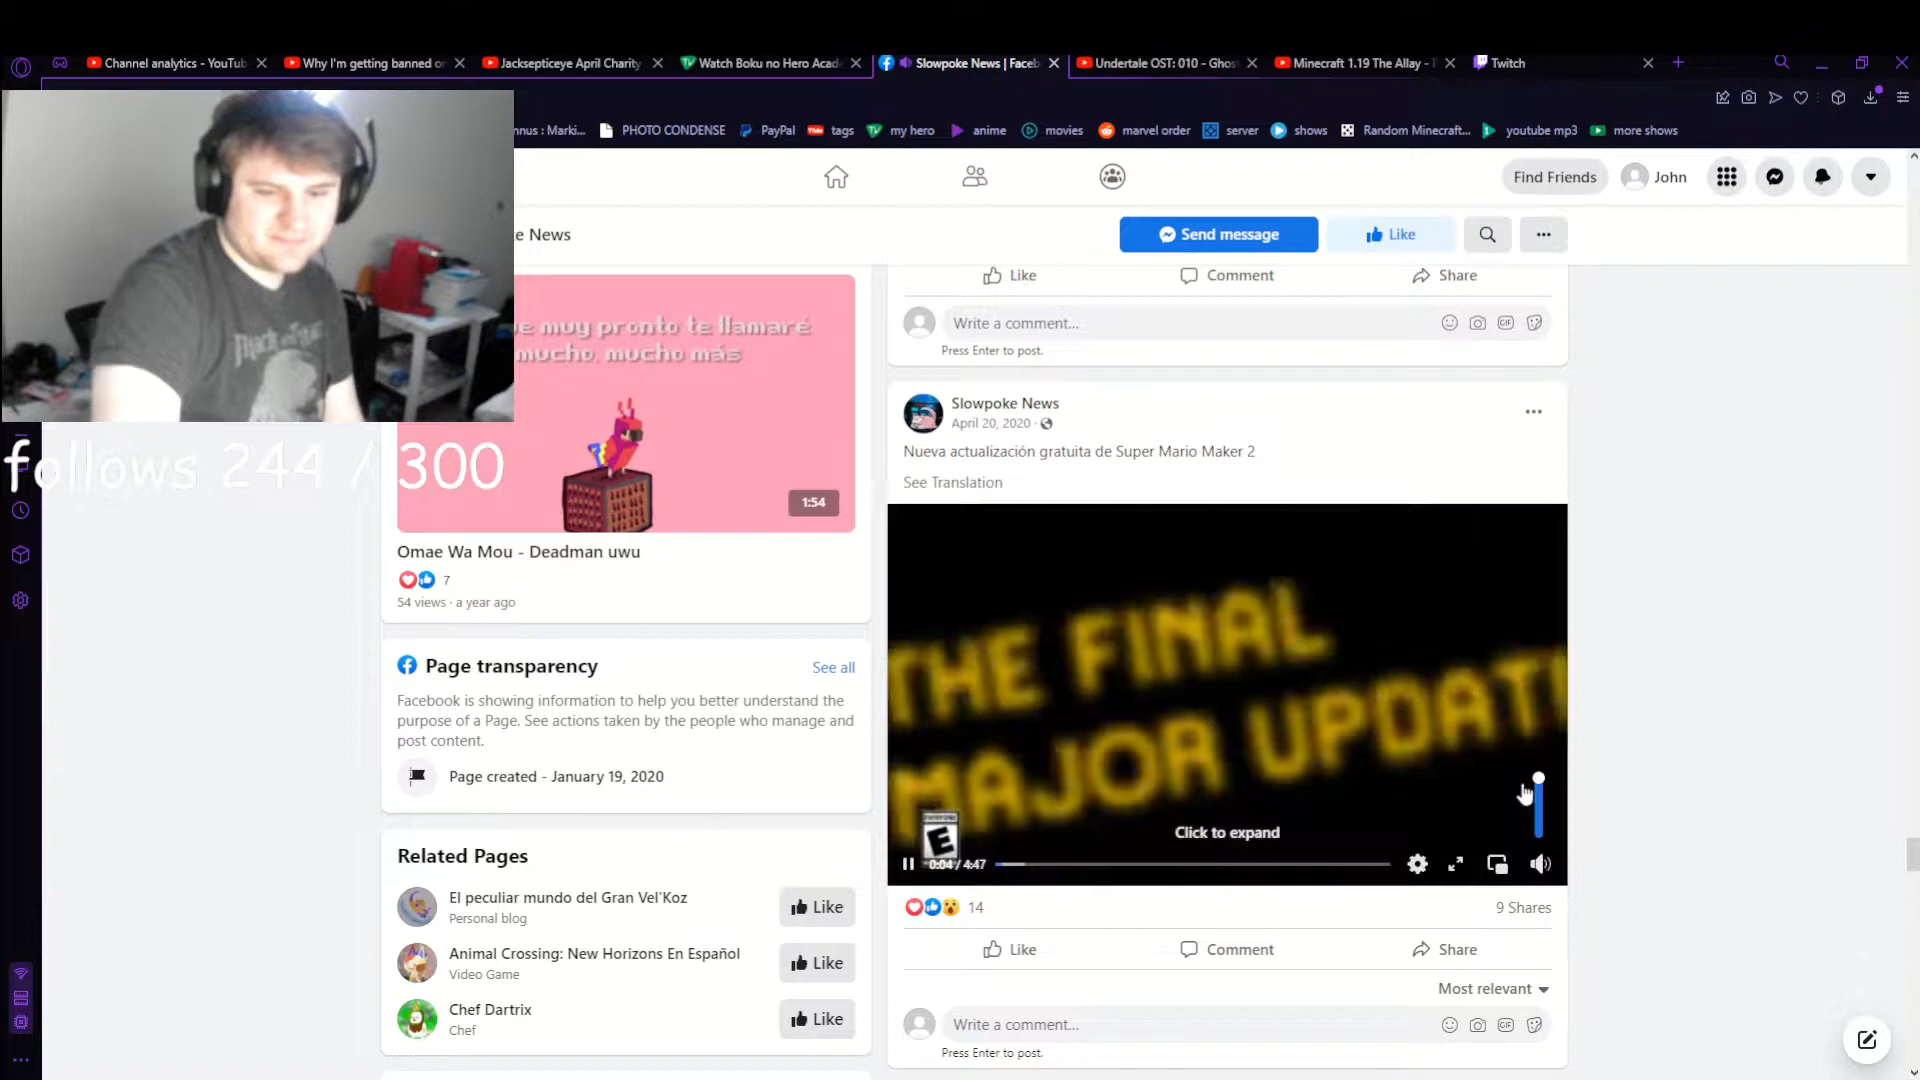 Channel analytics - YouTub
Why I'm getting banned o
Jacksepticeye April Charity
Watch Boku no Hero Acade
Slowpoke News | Faceb
Undertale OST: 010 - Ghos
Minecraft 1.19 The Allay -
Twitch
nnus : Marki...
PHOTO CONDENSE
PayPal
tags
my hero
anime
movies
marvel order
server
shows
Random Minecraft...
youtube mp3
more shows
Find Friends
John
ke News
Send message
Like
ue muy pronto te llamaré
mucho, mucho más
1:54
follows 244 / 300
Omae Wa Mou - Deadman uwu
7
54 views · a year ago
Page transparency
See all
Facebook is showing information to help you better understand the
purpose of a Page. See actions taken by the people who manage and
post content.
Page created - January 19, 2020
Related Pages
El peculiar mundo del Gran Vel'Koz
Personal blog
Like
Animal Crossing: New Horizons En Español
Video Game
Like
Chef Dartrix
Chef
Like
Like
Comment
Share
Write a comment...
Press Enter to post.
Slowpoke News
April 20, 2020 ·
Nueva actualización gratuita de Super Mario Maker 2
See Translation
THE FINAL
MAJOR UPDATE
EVERYONE
E
Click to expand
0:04 / 4:47
14
9 Shares
Like
Comment
Share
Most relevant
Write a comment...
Press Enter to post.